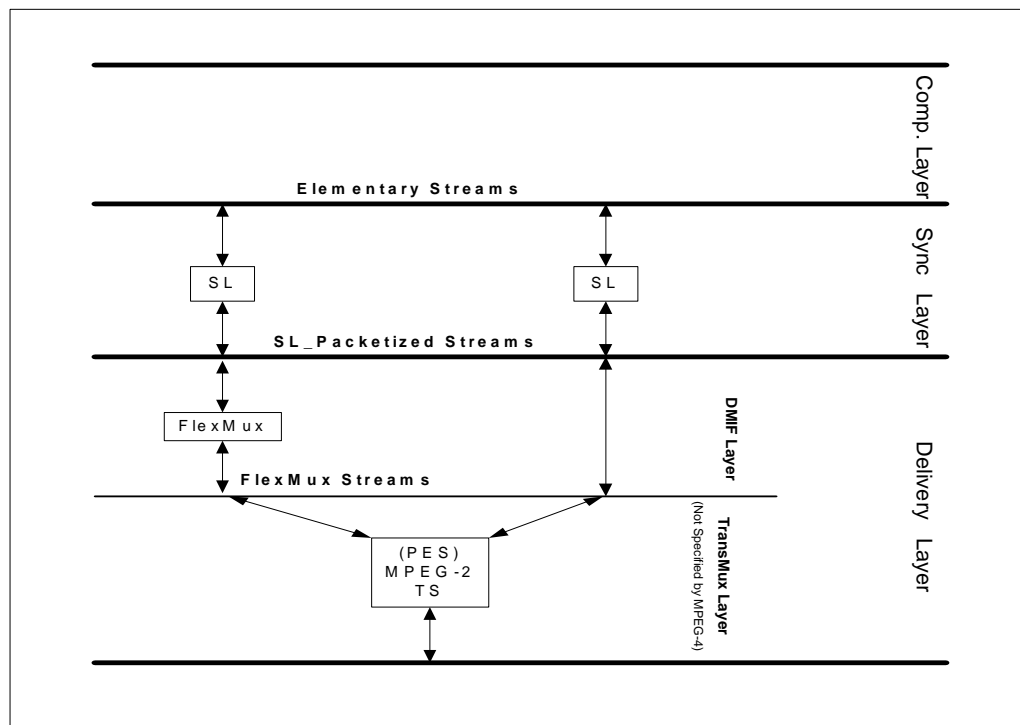 Comp. Layer
Elementary Streams
Sync Layer
SL
SL
SL_Packetized Streams
FlexMux
DMIF Layer
Delivery Layer
FlexMux Streams
TransMux Layer
(Not Specified by MPEG-4)
(PES)
MPEG-2
TS